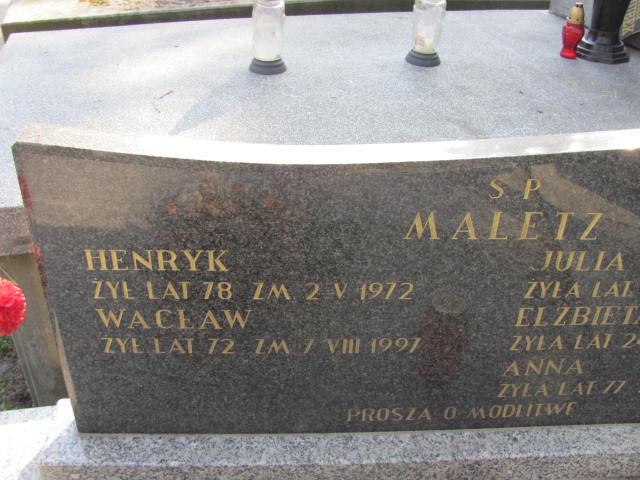 S P
MALETZ
HENRYK
ŻYŁ LAT 78 ZM. 2 V 1972
WACŁAW
ŻYŁ LAT 72 ZM 7 VIII 1997
JULIA
ŻYŁA LAT
ELŻBIETA
ŻYŁA LAT 24
ANNA
ŻYŁA LAT 77
PROSZĄ O MODLITWĘ